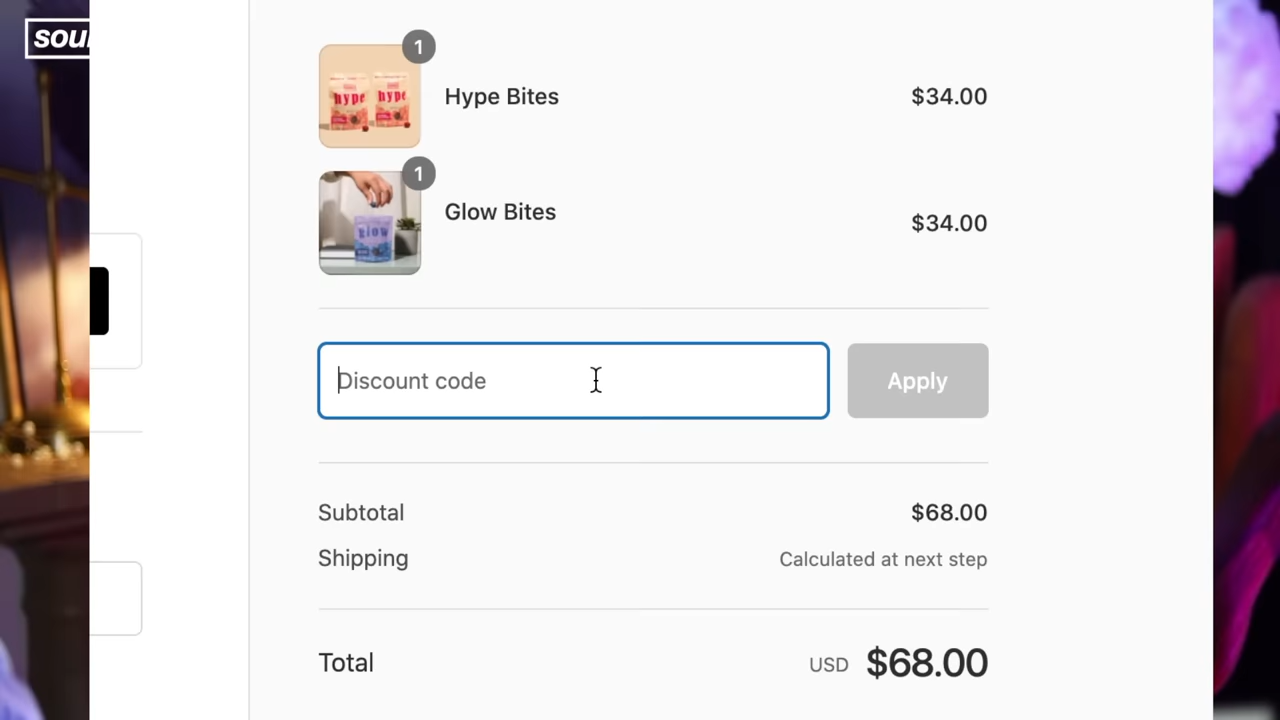 1
Hype Bites $34.00
1
Glow Bites $34.00
hype hype
glow
Discount code Apply
Subtotal $68.00
Shipping Calculated at next step
Total USD $68.00